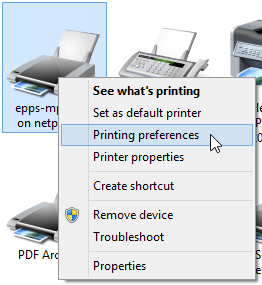 epps-mp
on netp
See what's printing
Set as default printer
Printing preferences
Printer properties
Create shortcut
Remove device
Troubleshoot
Properties
PDF Arc